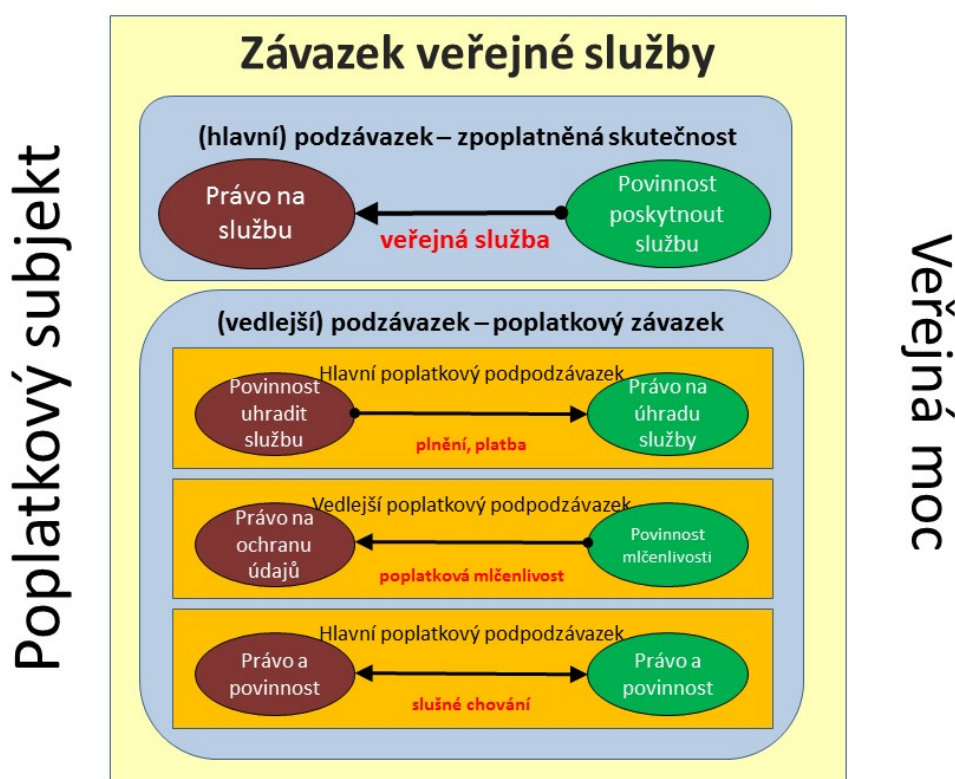 Závazek veřejné služby
Poplatkový subjekt
Veřejná moc
(hlavní) podzávazek – zpoplatněná skutečnost
Právo na
službu
veřejná služba
Povinnost
poskytnout
službu
(vedlejší) podzávazek – poplatkový závazek
Hlavní poplatkový podpodzávazek
Povinnost
uhradit
službu
plnění, platba
Právo na
úhradu
služby
Vedlejší poplatkový podpodzávazek
Právo na
ochranu
údajů
poplatková mlčenlivost
Povinnost
mlčenlivosti
Hlavní poplatkový podpodzávazek
Právo a
povinnost
slušné chování
Právo a
povinnost